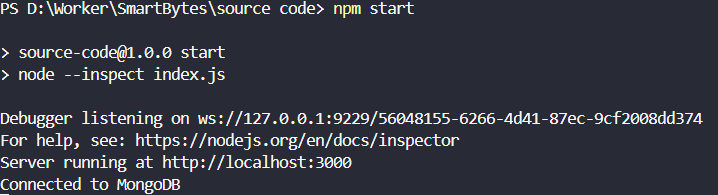 PS D:\Worker\SmartBytes\source code> npm start
> source-code@1.0.0 start
> node --inspect index.js
Debugger listening on ws://127.0.0.1:9229/56048155-6266-4d41-87ec-9cf2008dd374
For help, see: https://nodejs.org/en/docs/inspector
Server running at http://localhost:3000
Connected to MongoDB